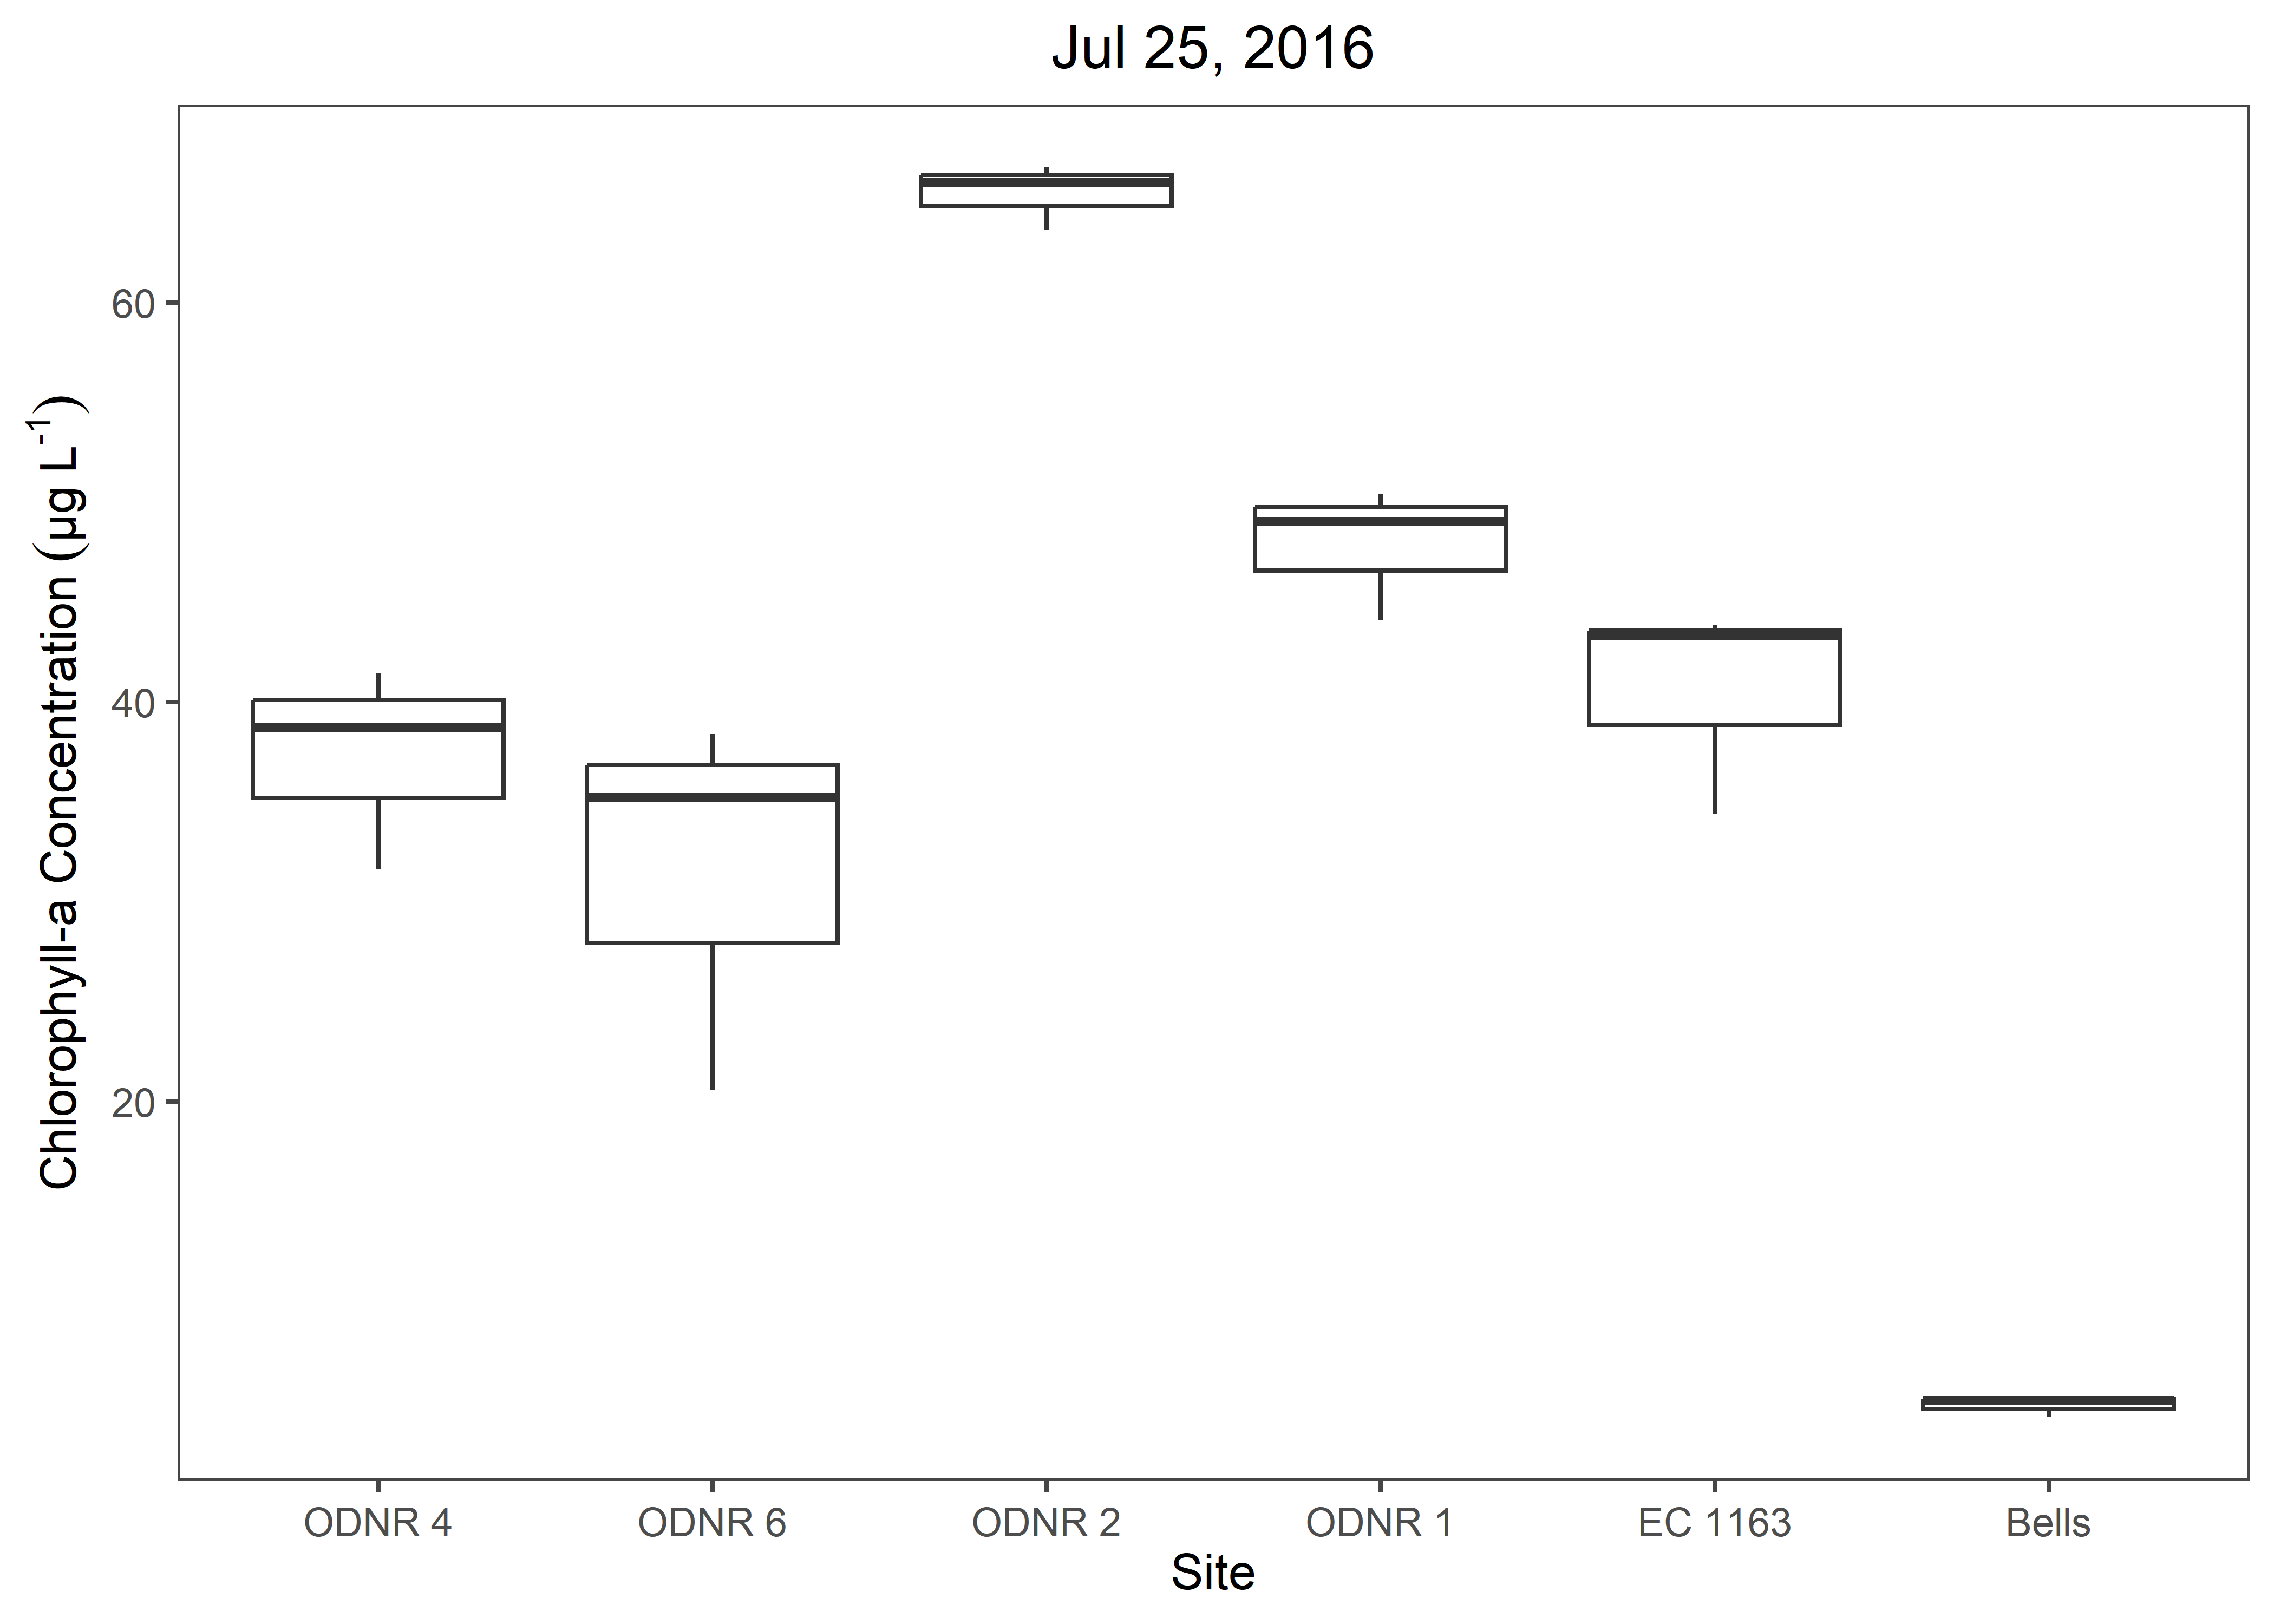 Jul 25, 2016
Chlorophyll-a Concentration (µg L⁻¹)
60
40
20
ODNR 4 ODNR 6 ODNR 2 ODNR 1 EC 1163 Bells
Site